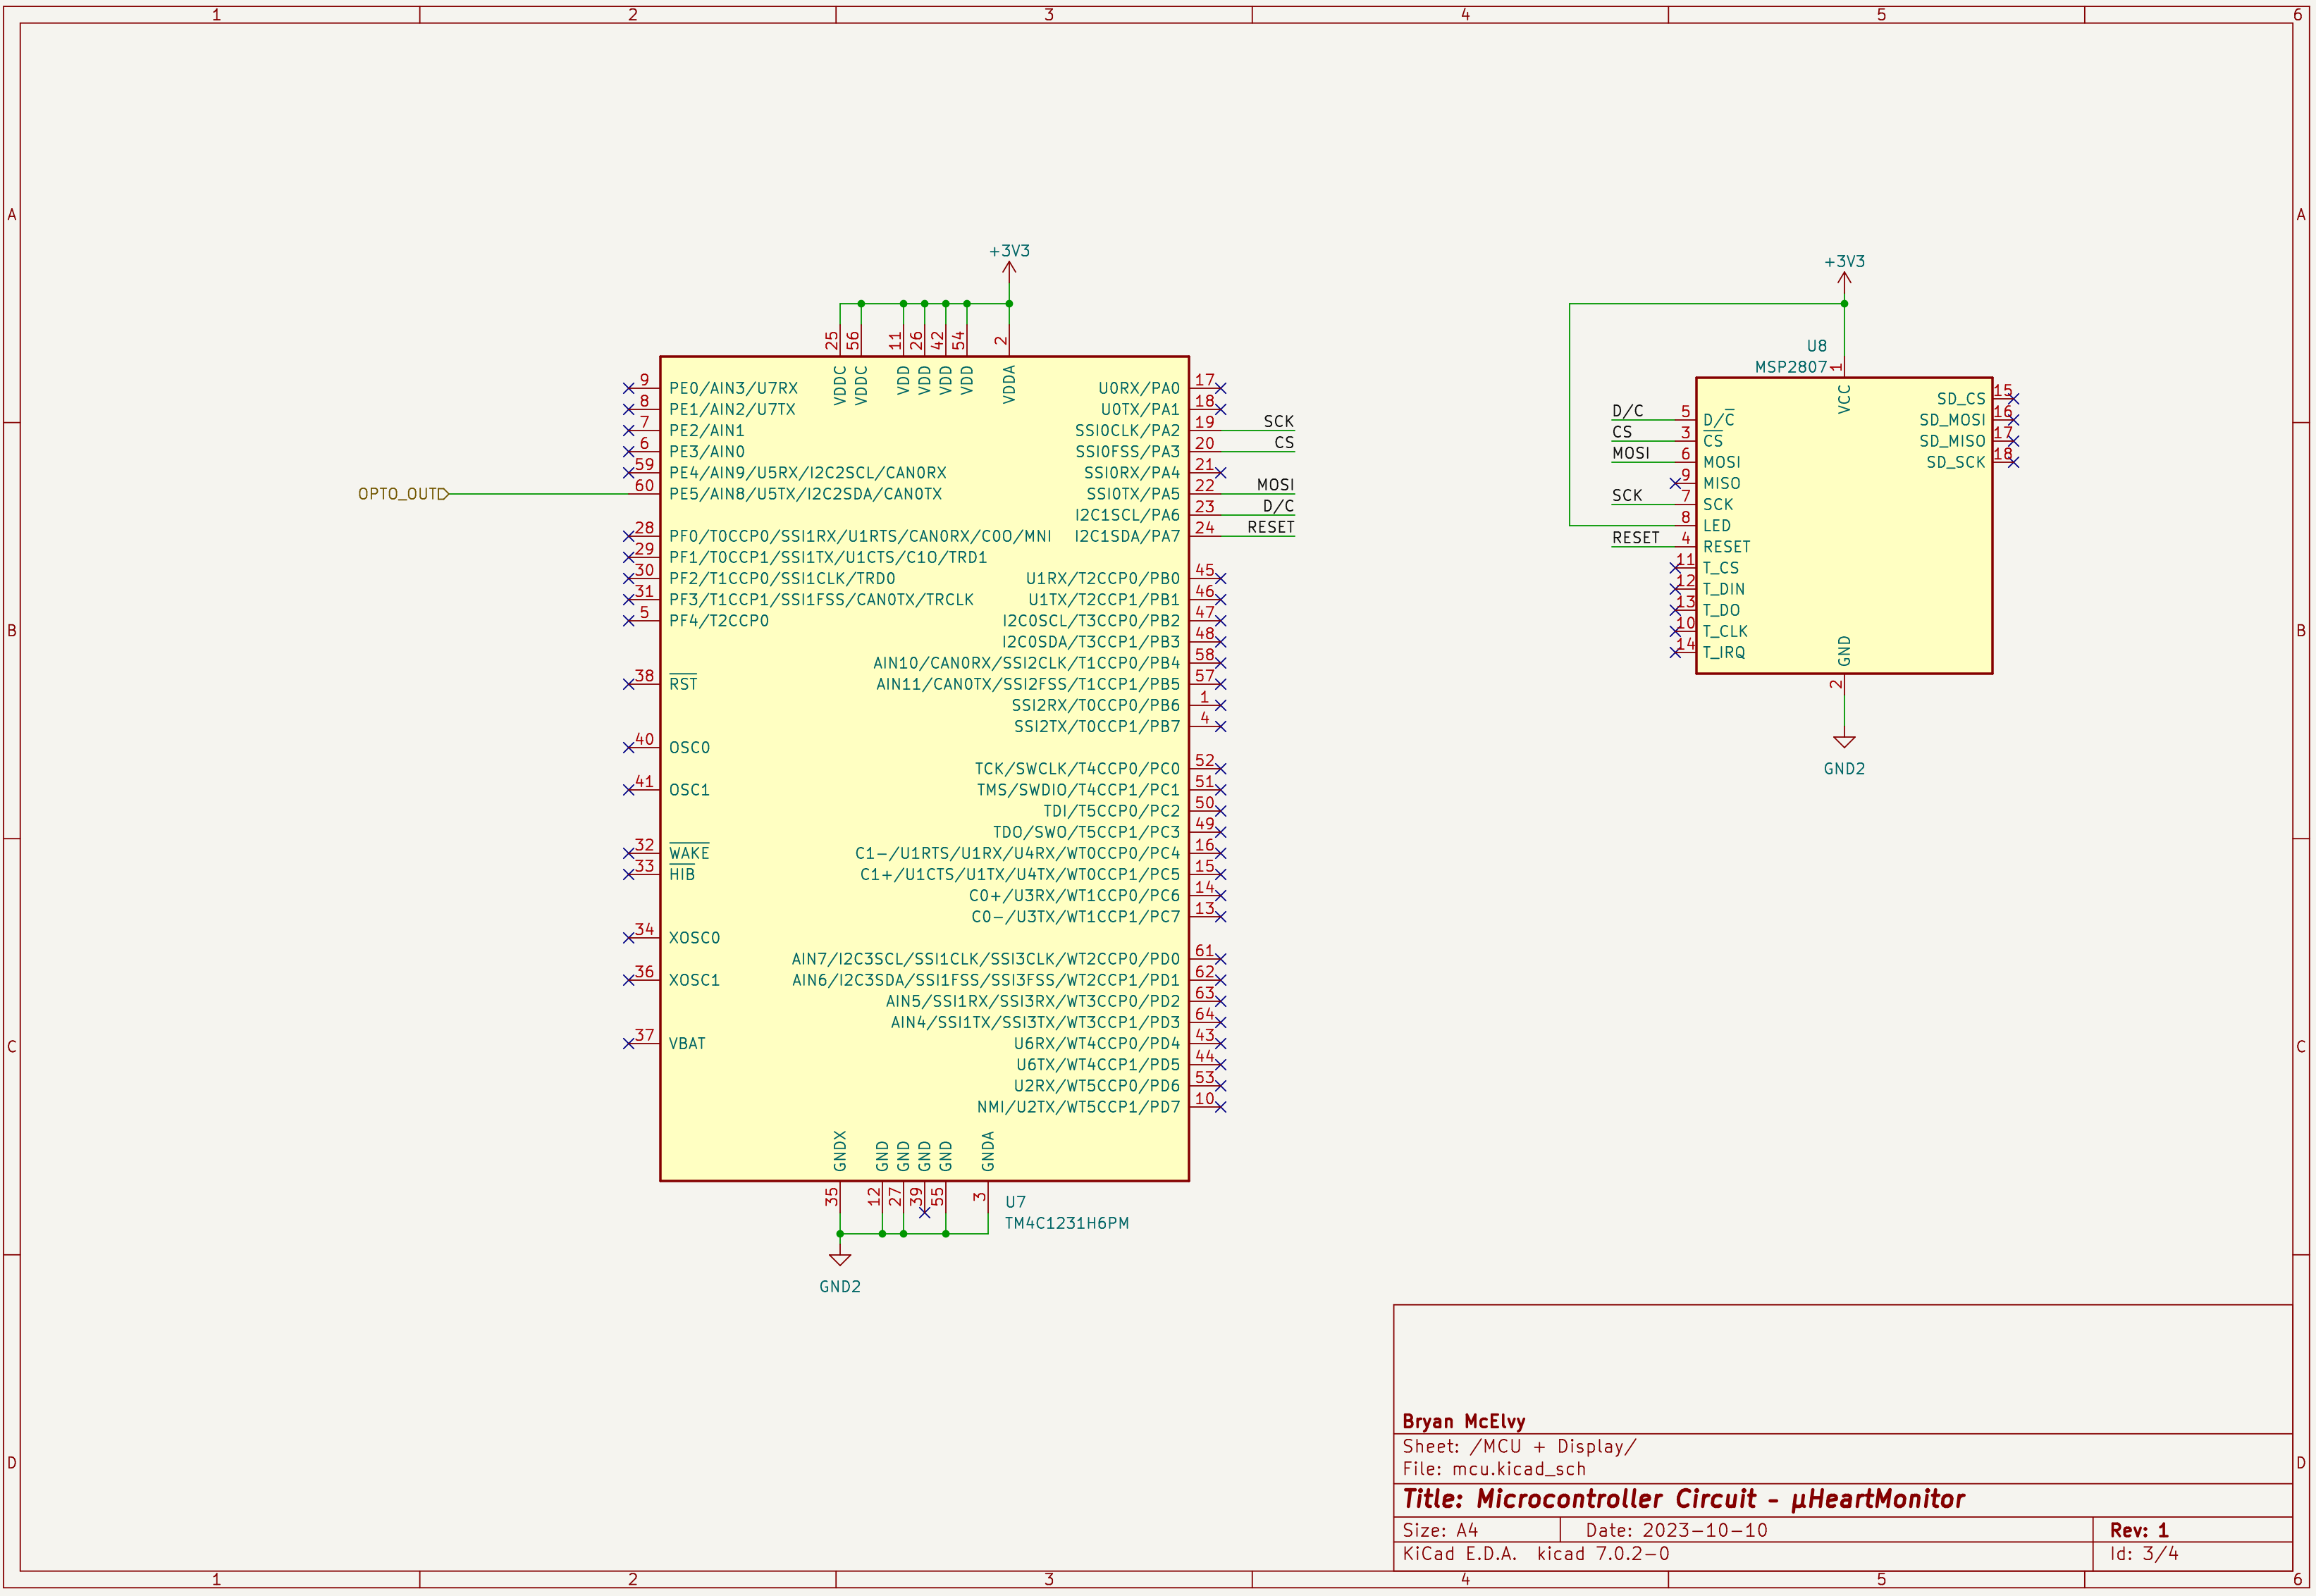 1 2 3 4 5 6
A A
B B
C C
D D
+3V3
25 56 11 26 42 54 2
VDDC VDDC VDD VDD VDD VDD VDDA
9 PE0/AIN3/U7RX
8 PE1/AIN2/U7TX
7 PE2/AIN1
6 PE3/AIN0
59 PE4/AIN9/U5RX/I2C2SCL/CAN0RX
OPTO_OUT 60 PE5/AIN8/U5TX/I2C2SDA/CAN0TX
28 PF0/T0CCP0/SSI1RX/U1RTS/CAN0RX/C0O/MNI
29 PF1/T0CCP1/SSI1TX/U1CTS/C1O/TRD1
30 PF2/T1CCP0/SSI1CLK/TRD0
31 PF3/T1CCP1/SSI1FSS/CAN0TX/TRCLK
5 PF4/T2CCP0
38 RST
40 OSC0
41 OSC1
32 WAKE
33 HIB
34 XOSC0
36 XOSC1
37 VBAT
U0RX/PA0 17
U0TX/PA1 18
SSI0CLK/PA2 19 SCK
SSI0FSS/PA3 20 CS
SSI0RX/PA4 21
SSI0TX/PA5 22 MOSI
I2C1SCL/PA6 23 D/C
I2C1SDA/PA7 24 RESET
U1RX/T2CCP0/PB0 45
U1TX/T2CCP1/PB1 46
I2C0SCL/T3CCP0/PB2 47
I2C0SDA/T3CCP1/PB3 48
AIN10/CAN0RX/SSI2CLK/T1CCP0/PB4 58
AIN11/CAN0TX/SSI2FSS/T1CCP1/PB5 57
SSI2RX/T0CCP0/PB6 1
SSI2TX/T0CCP1/PB7 4
TCK/SWCLK/T4CCP0/PC0 52
TMS/SWDIO/T4CCP1/PC1 51
TDI/T5CCP0/PC2 50
TDO/SWO/T5CCP1/PC3 49
C1-/U1RTS/U1RX/U4RX/WT0CCP0/PC4 16
C1+/U1CTS/U1TX/U4TX/WT0CCP1/PC5 15
C0+/U3RX/WT1CCP0/PC6 14
C0-/U3TX/WT1CCP1/PC7 13
AIN7/I2C3SCL/SSI1CLK/SSI3CLK/WT2CCP0/PD0 61
AIN6/I2C3SDA/SSI1FSS/SSI3FSS/WT2CCP1/PD1 62
AIN5/SSI1RX/SSI3RX/WT3CCP0/PD2 63
AIN4/SSI1TX/SSI3TX/WT3CCP1/PD3 64
U6RX/WT4CCP0/PD4 43
U6TX/WT4CCP1/PD5 44
U2RX/WT5CCP0/PD6 53
NMI/U2TX/WT5CCP1/PD7 10
GNDX GND GND GND GND GNDA
35 12 27 39 55 3
U7
TM4C1231H6PM
GND2
+3V3
U8
MSP2807
1
VCC
D/C 5 D/C
CS 3 CS
MOSI 6 MOSI
9 MISO
SCK 7 SCK
8 LED
RESET 4 RESET
11 T_CS
12 T_DIN
13 T_DO
10 T_CLK
14 T_IRQ
SD_CS 15
SD_MOSI 16
SD_MISO 17
SD_SCK 18
GND
2
GND2
Bryan McElvy
Sheet: /MCU + Display/
File: mcu.kicad_sch
Title: Microcontroller Circuit - µHeartMonitor
Size: A4 Date: 2023-10-10 Rev: 1
KiCad E.D.A. kicad 7.0.2-0 Id: 3/4
1 2 3 4 5 6